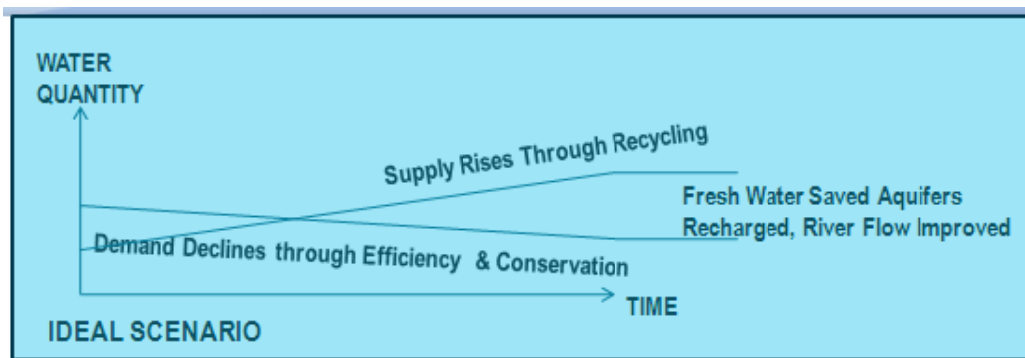 WATER
QUANTITY
Supply Rises Through Recycling
Fresh Water Saved Aquifers
Recharged, River Flow Improved
Demand Declines through Efficiency & Conservation
TIME
IDEAL SCENARIO